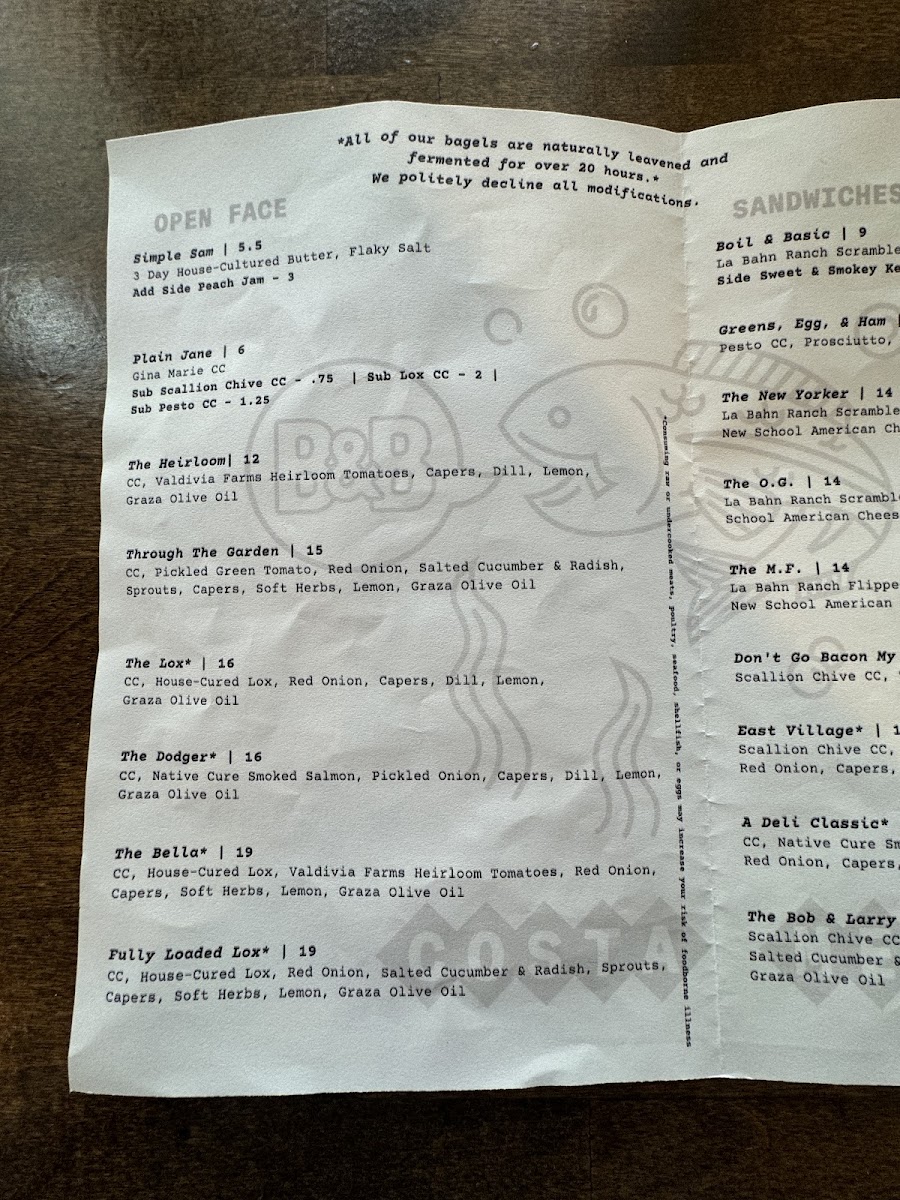 *All of our bagels are naturally leavened and
fermented for over 20 hours.*
We politely decline all modifications.
OPEN FACE
Simple Sam | 5.5
3 Day House-Cultured Butter, Flaky Salt
Add Side Peach Jam - 3
Plain Jane | 6
Gina Marie CC
Sub Scallion Chive CC - .75 | Sub Lox CC - 2 |
Sub Pesto CC - 1.25
The Heirloom| 12
CC, Valdivia Farms Heirloom Tomatoes, Capers, Dill, Lemon,
Graza Olive Oil
Through The Garden | 15
CC, Pickled Green Tomato, Red Onion, Salted Cucumber & Radish,
Sprouts, Capers, Soft Herbs, Lemon, Graza Olive Oil
The Lox* | 16
CC, House-Cured Lox, Red Onion, Capers, Dill, Lemon,
Graza Olive Oil
The Dodger* | 16
CC, Native Cure Smoked Salmon, Pickled Onion, Capers, Dill, Lemon,
Graza Olive Oil
The Bella* | 19
CC, House-Cured Lox, Valdivia Farms Heirloom Tomatoes, Red Onion,
Capers, Soft Herbs, Lemon, Graza Olive Oil
Fully Loaded Lox* | 19
CC, House-Cured Lox, Red Onion, Salted Cucumber & Radish, Sprouts,
Capers, Soft Herbs, Lemon, Graza Olive Oil
B&B
COSTA
*Consuming raw or undercooked meats, poultry, seafood, shellfish, or eggs may increase your risk of foodborne illness
SANDWICHES
Boil & Basic | 9
La Bahn Ranch Scramble
Side Sweet & Smokey Ke
Greens, Egg, & Ham |
Pesto CC, Prosciutto,
The New Yorker | 14
La Bahn Ranch Scramble
New School American Ch
The O.G. | 14
La Bahn Ranch Scrambl
School American Chees
The M.F. | 14
La Bahn Ranch Flippe
New School American
Don't Go Bacon My
Scallion Chive CC,
East Village* | 1
Scallion Chive CC,
Red Onion, Capers,
A Deli Classic*
CC, Native Cure Sm
Red Onion, Capers,
The Bob & Larry
Scallion Chive CC
Salted Cucumber &
Graza Olive Oil